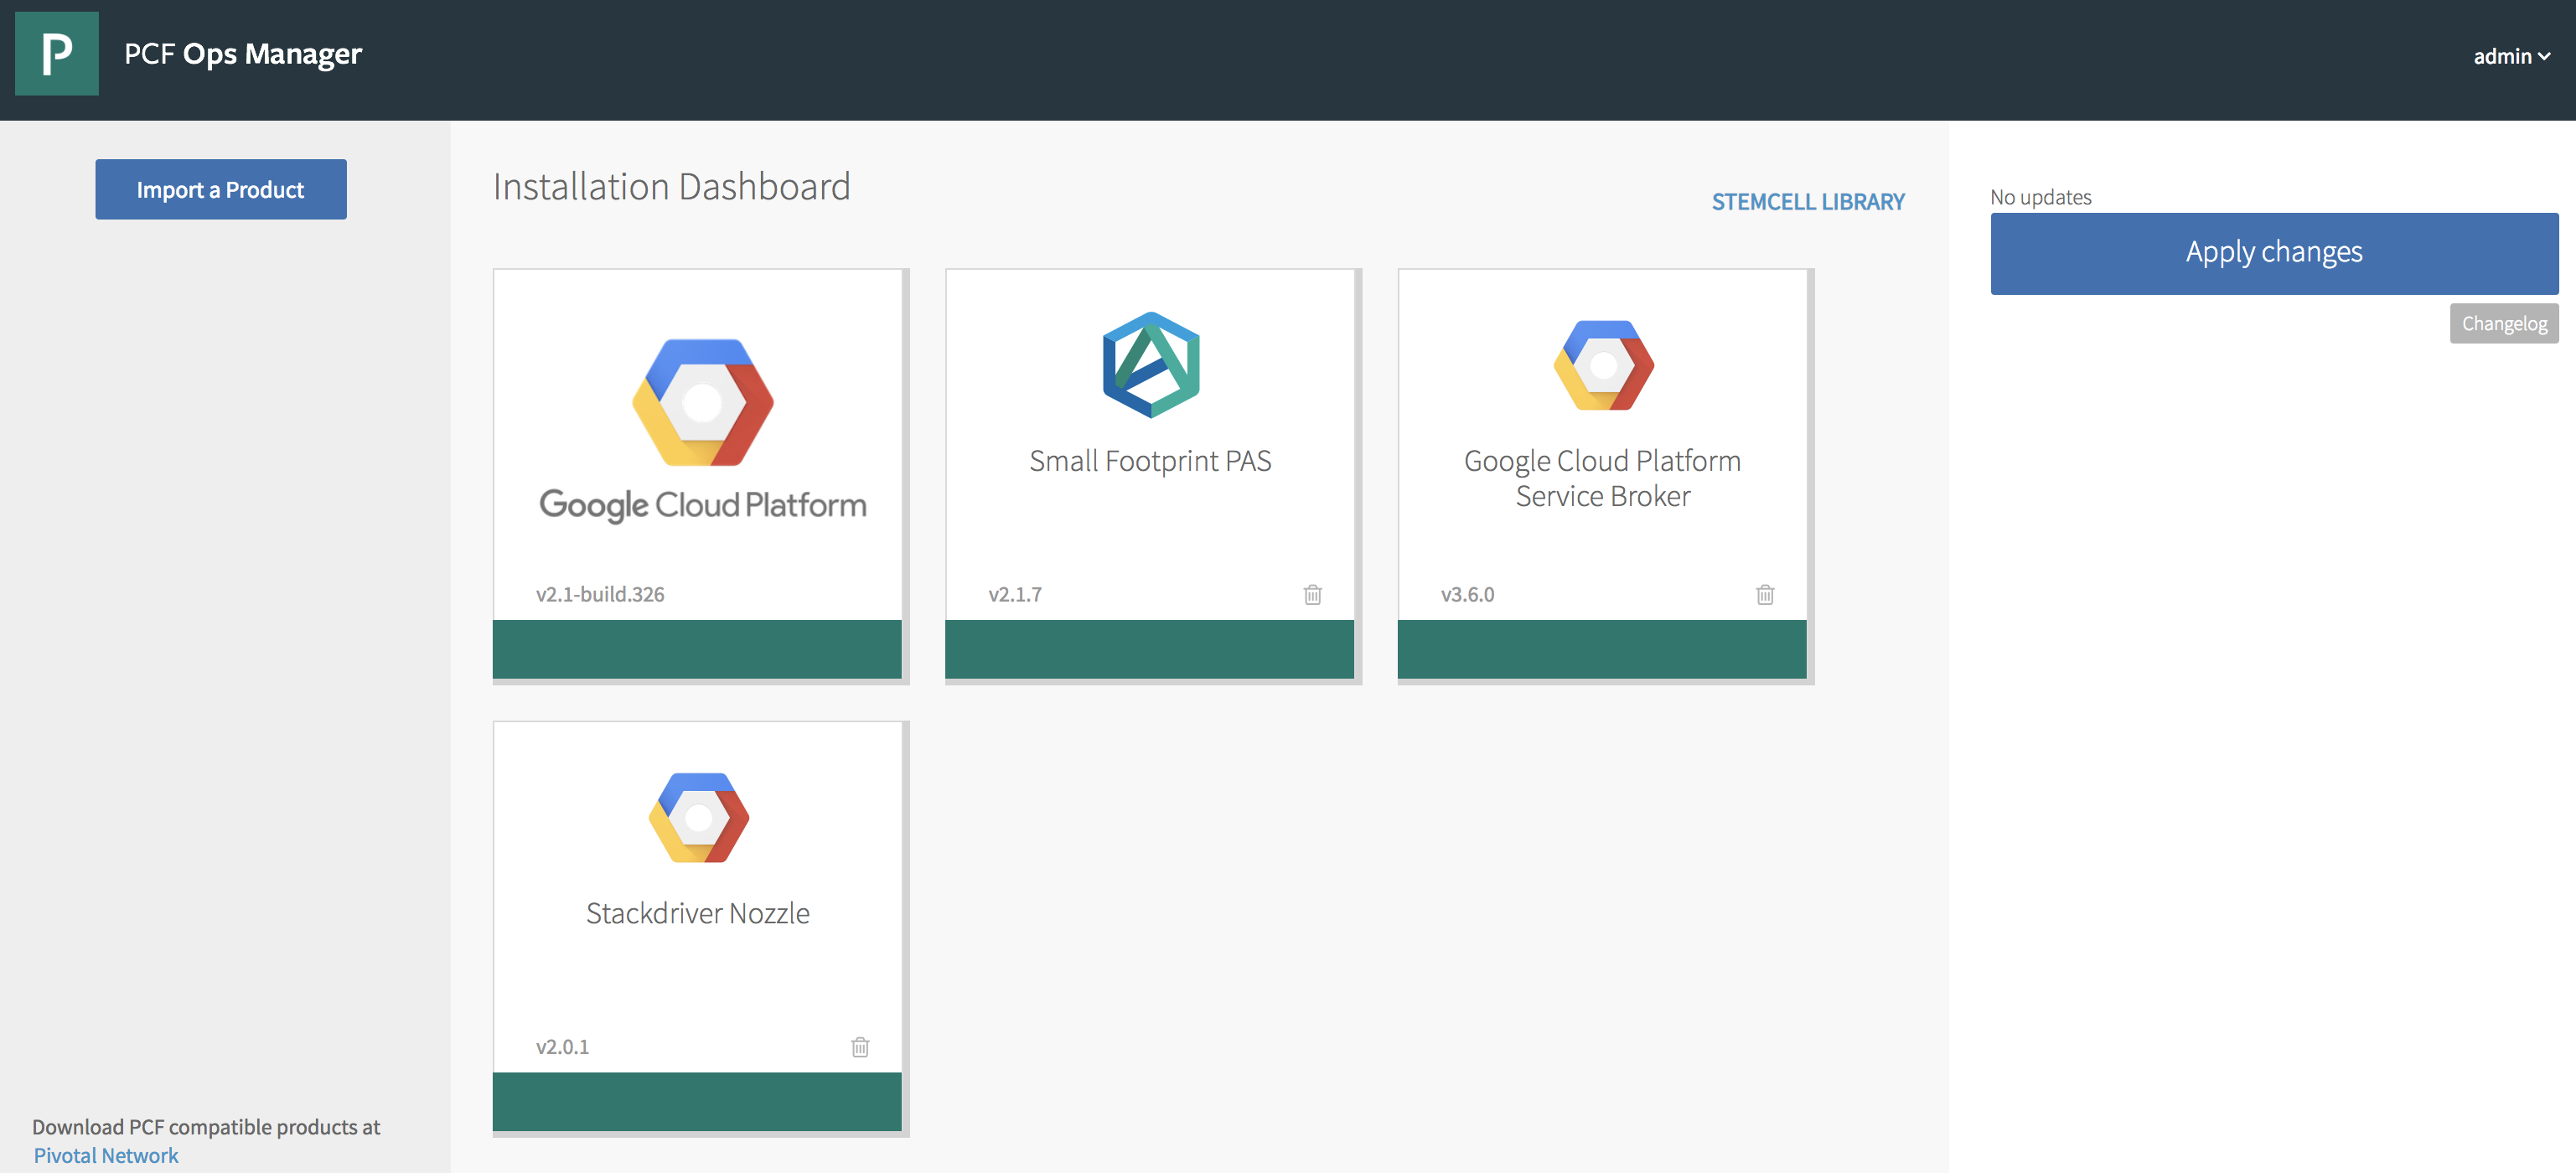 P
PCF Ops Manager
admin
Import a Product
Installation Dashboard
STEMCELL LIBRARY
No updates
Apply changes
Changelog
Google Cloud Platform
v2.1-build.326
Small Footprint PAS
v2.1.7
Google Cloud Platform
Service Broker
v3.6.0
Stackdriver Nozzle
v2.0.1
Download PCF compatible products at
Pivotal Network